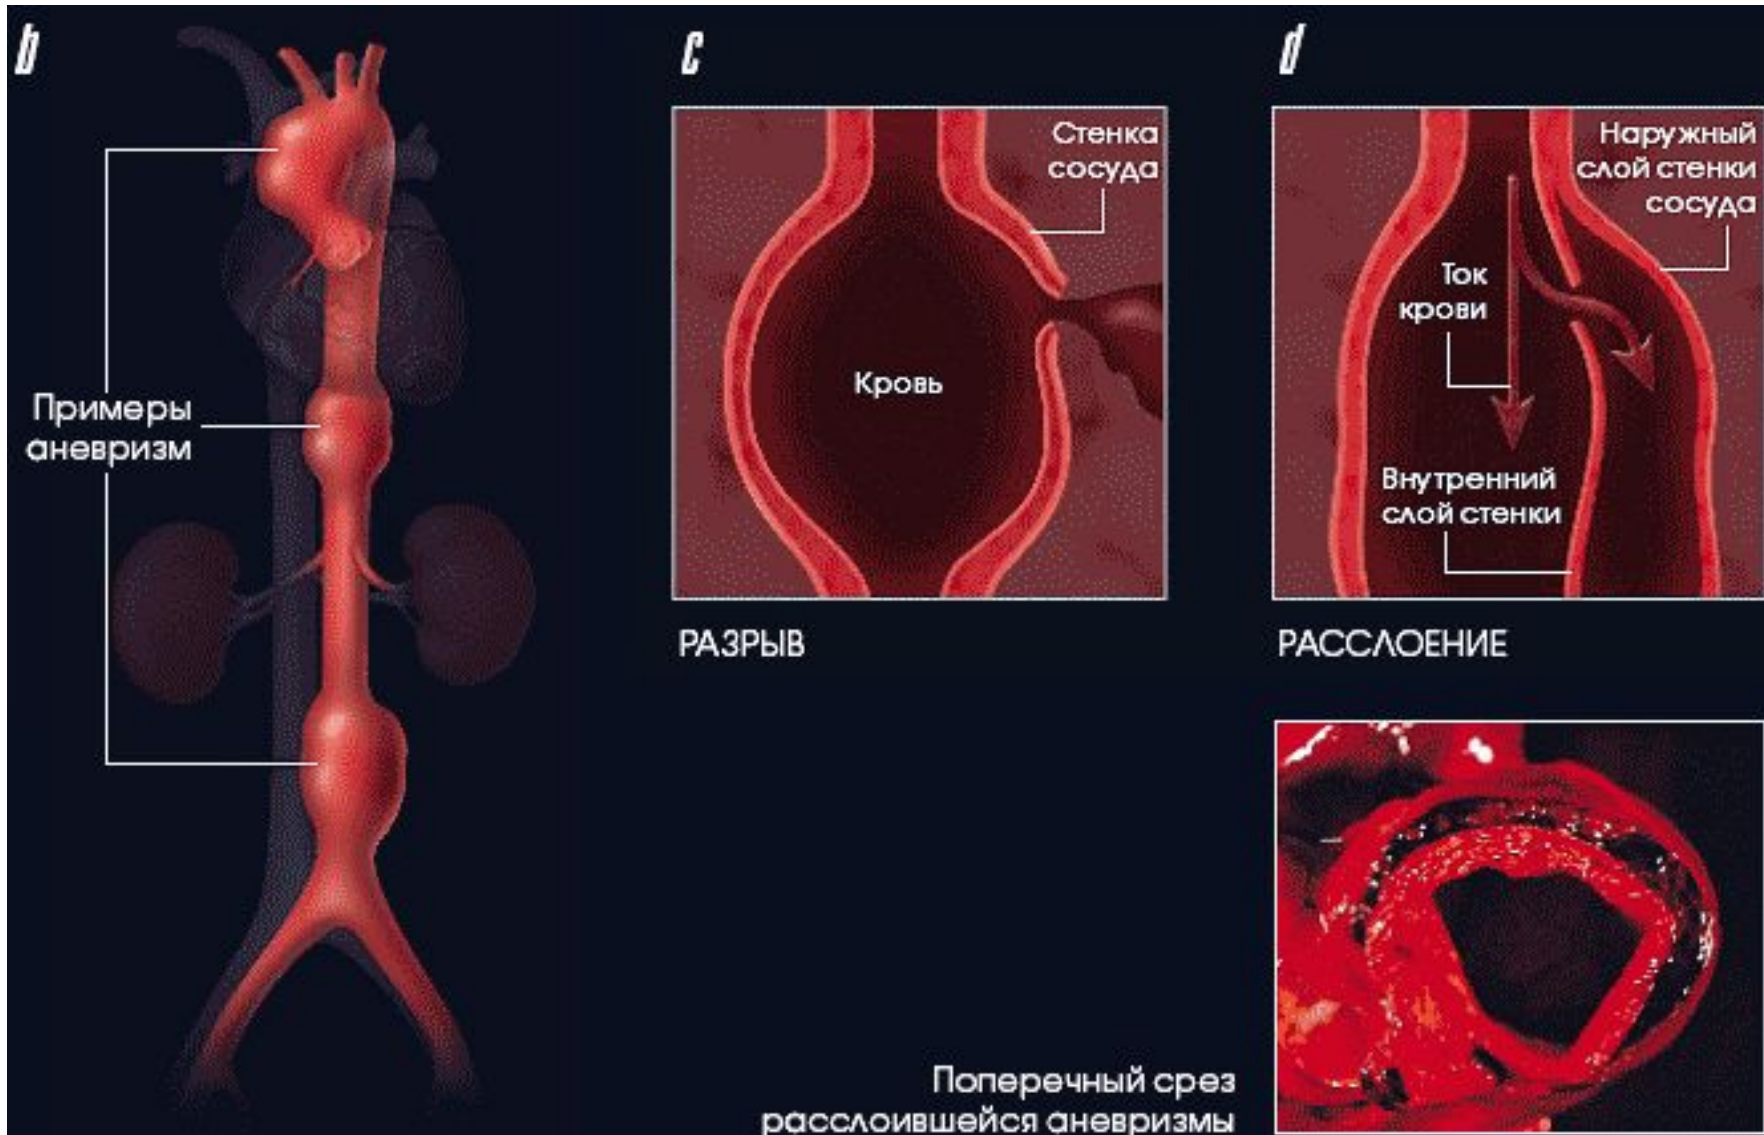 b
Примеры
аневризм
c
Стенка
сосуда
Кровь
РАЗРЫВ
d
Наружный
слой стенки
сосуда
Ток
крови
Внутренний
слой стенки
РАССЛОЕНИЕ
Поперечный срез
расслоившейся аневризмы